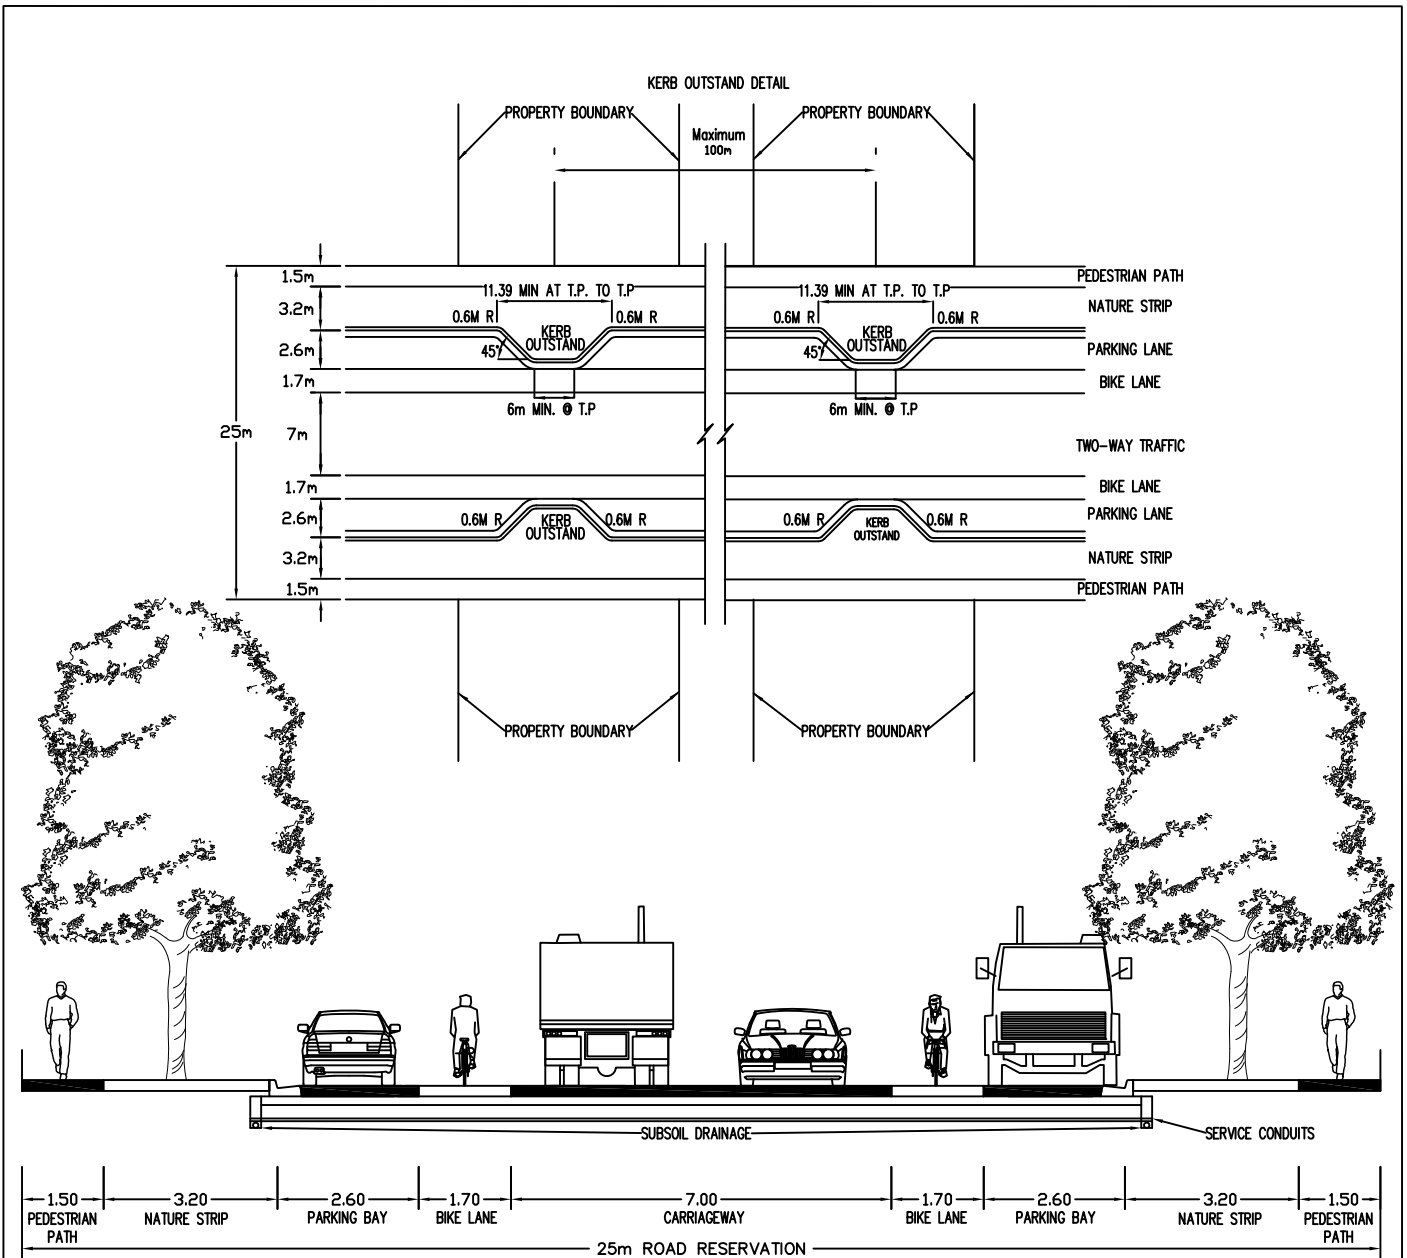 KERB OUTSTAND DETAIL
PROPERTY BOUNDARY
PROPERTY BOUNDARY
Maximum
100m
1.5m
PEDESTRIAN PATH
11.39 MIN AT T.P. TO T.P
11.39 MIN AT T.P. TO T.P
3.2m
NATURE STRIP
0.6M R
0.6M R
0.6M R
0.6M R
KERB
OUTSTAND
KERB
OUTSTAND
2.6m
45°
45°
PARKING LANE
1.7m
BIKE LANE
6m MIN. @ T.P
6m MIN. @ T.P
25m
7m
TWO-WAY TRAFFIC
1.7m
BIKE LANE
2.6m
PARKING LANE
0.6M R
KERB
OUTSTAND
0.6M R
0.6M R
KERB
OUTSTAND
0.6M R
3.2m
NATURE STRIP
1.5m
PEDESTRIAN PATH
PROPERTY BOUNDARY
PROPERTY BOUNDARY
SUBSOIL DRAINAGE
SERVICE CONDUITS
1.50
3.20
2.60
1.70
7.00
1.70
2.60
3.20
1.50
PEDESTRIAN
PATH
NATURE STRIP
PARKING BAY
BIKE LANE
CARRIAGEWAY
BIKE LANE
PARKING BAY
NATURE STRIP
PEDESTRIAN
PATH
25m ROAD RESERVATION